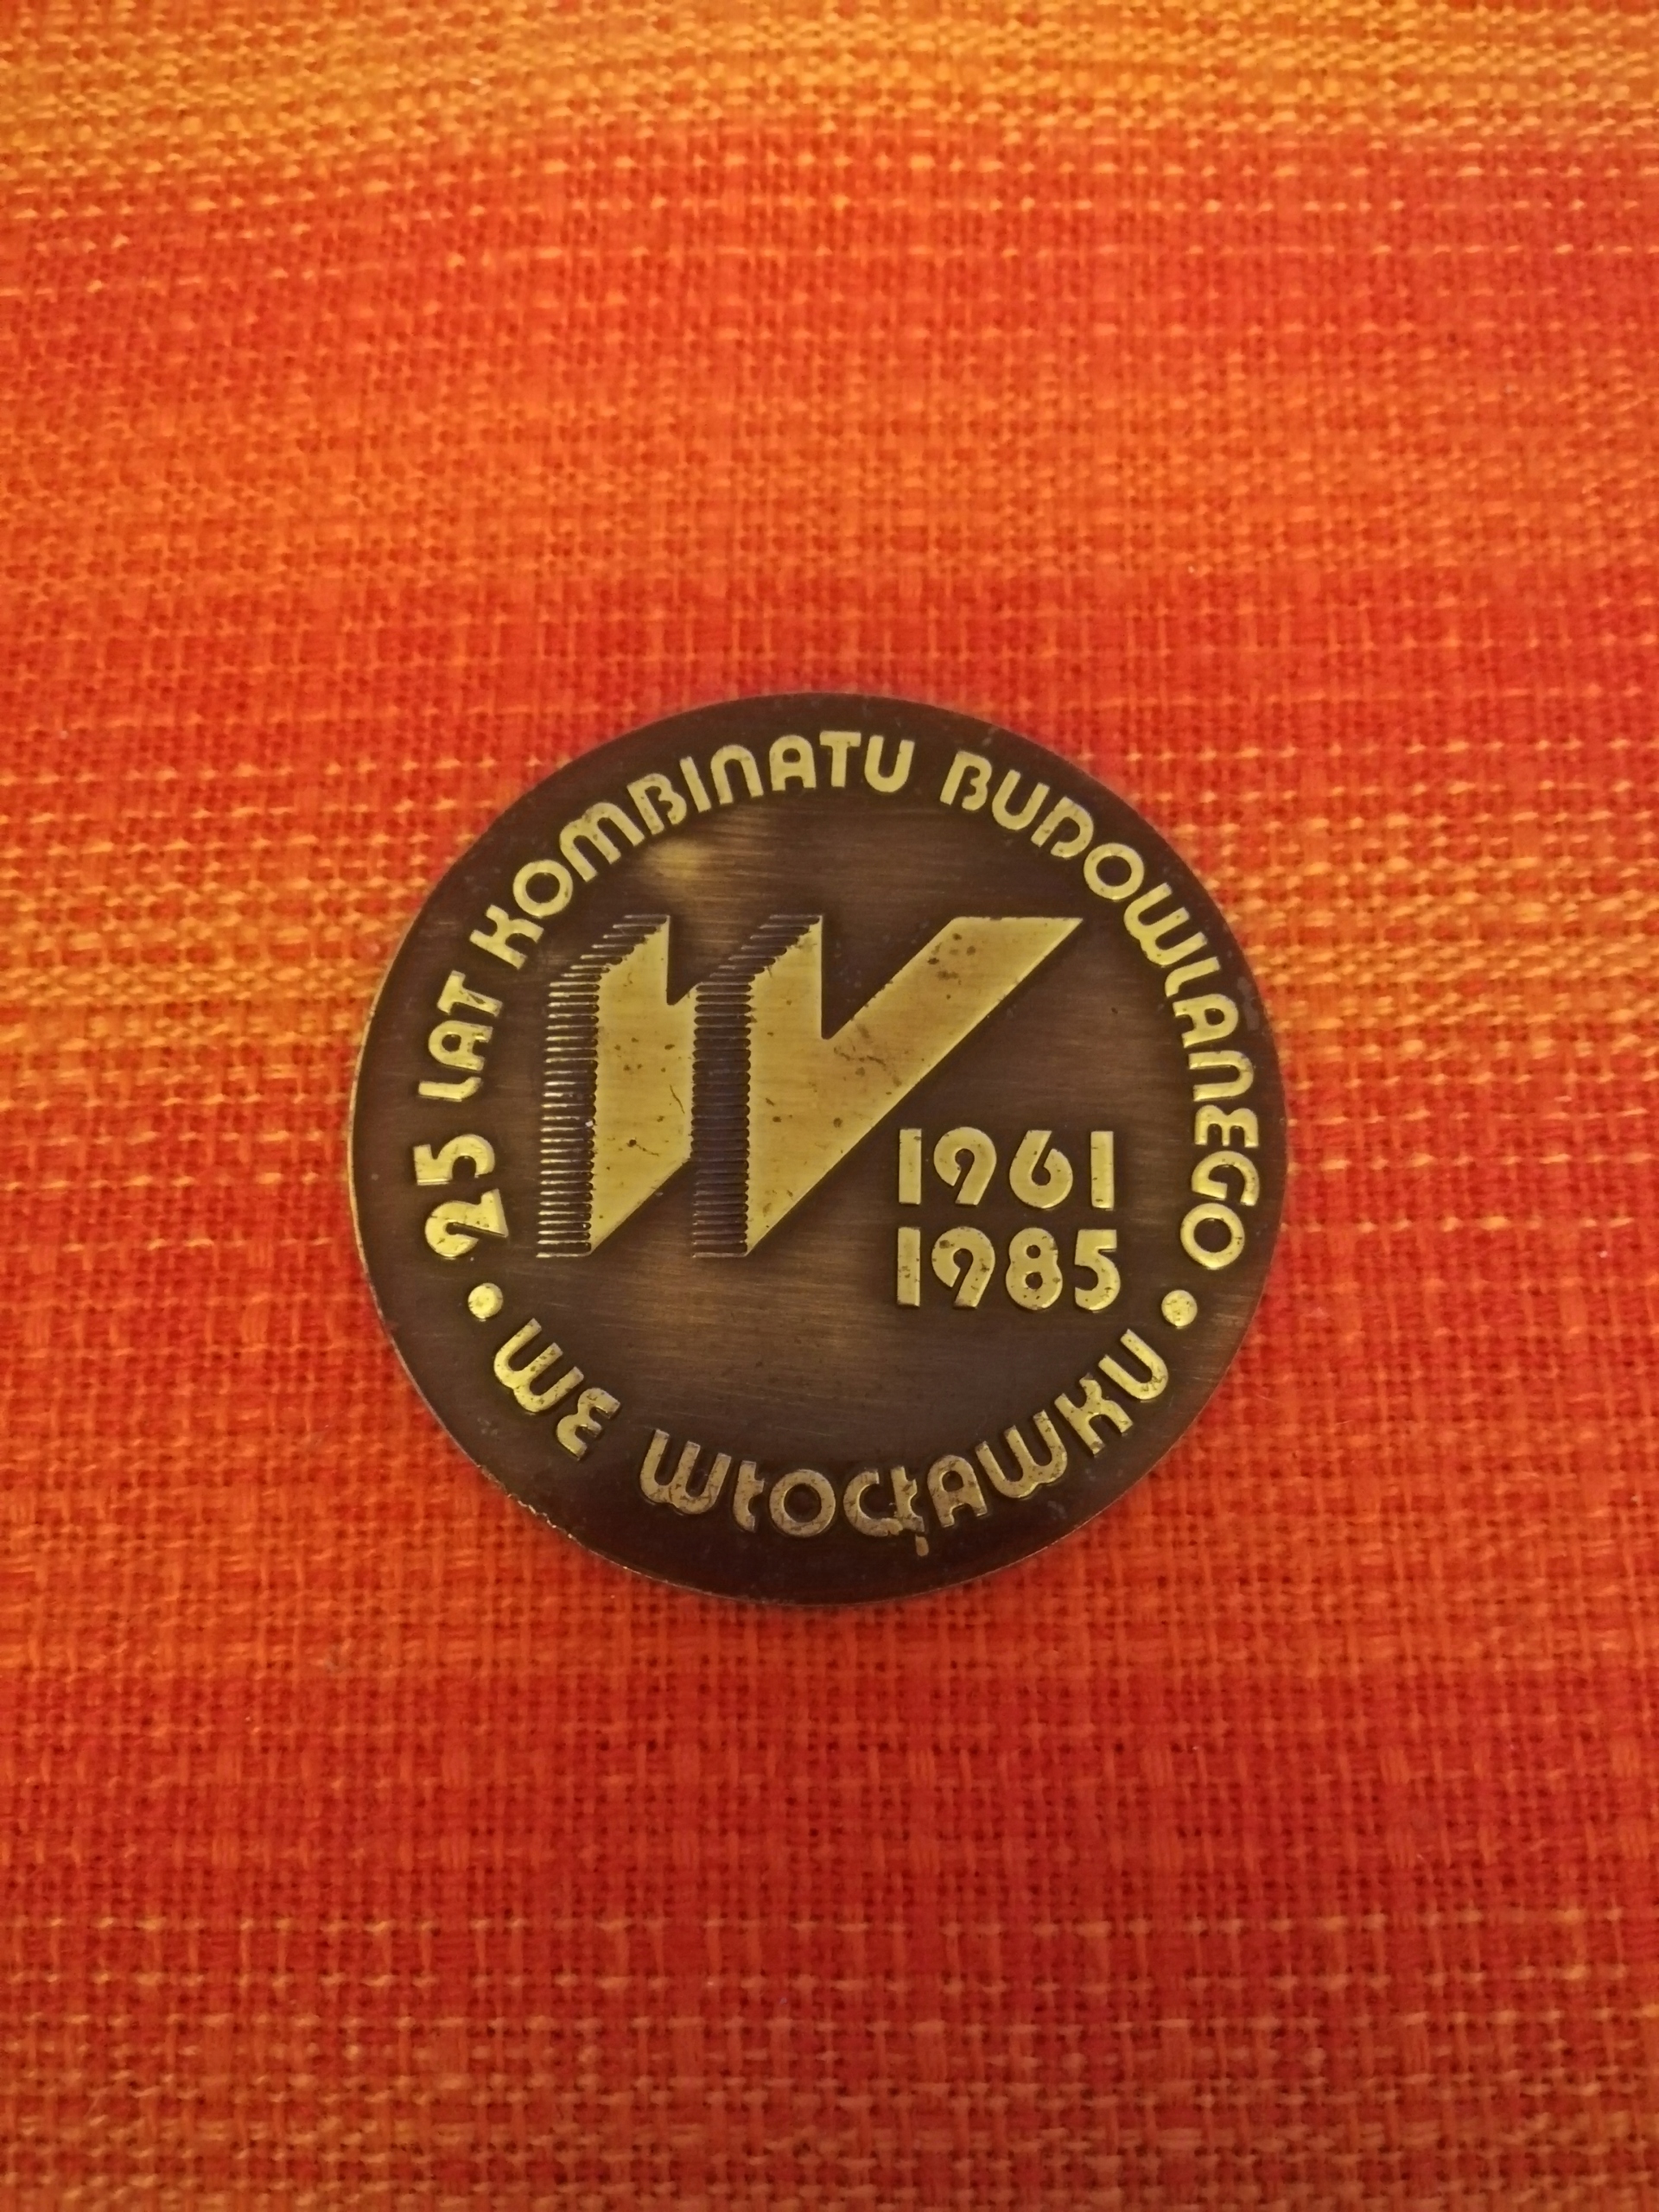 25 LAT KOMBINATU BUDOWLANEGO
W
1961
1985
WE WŁOCŁAWKU